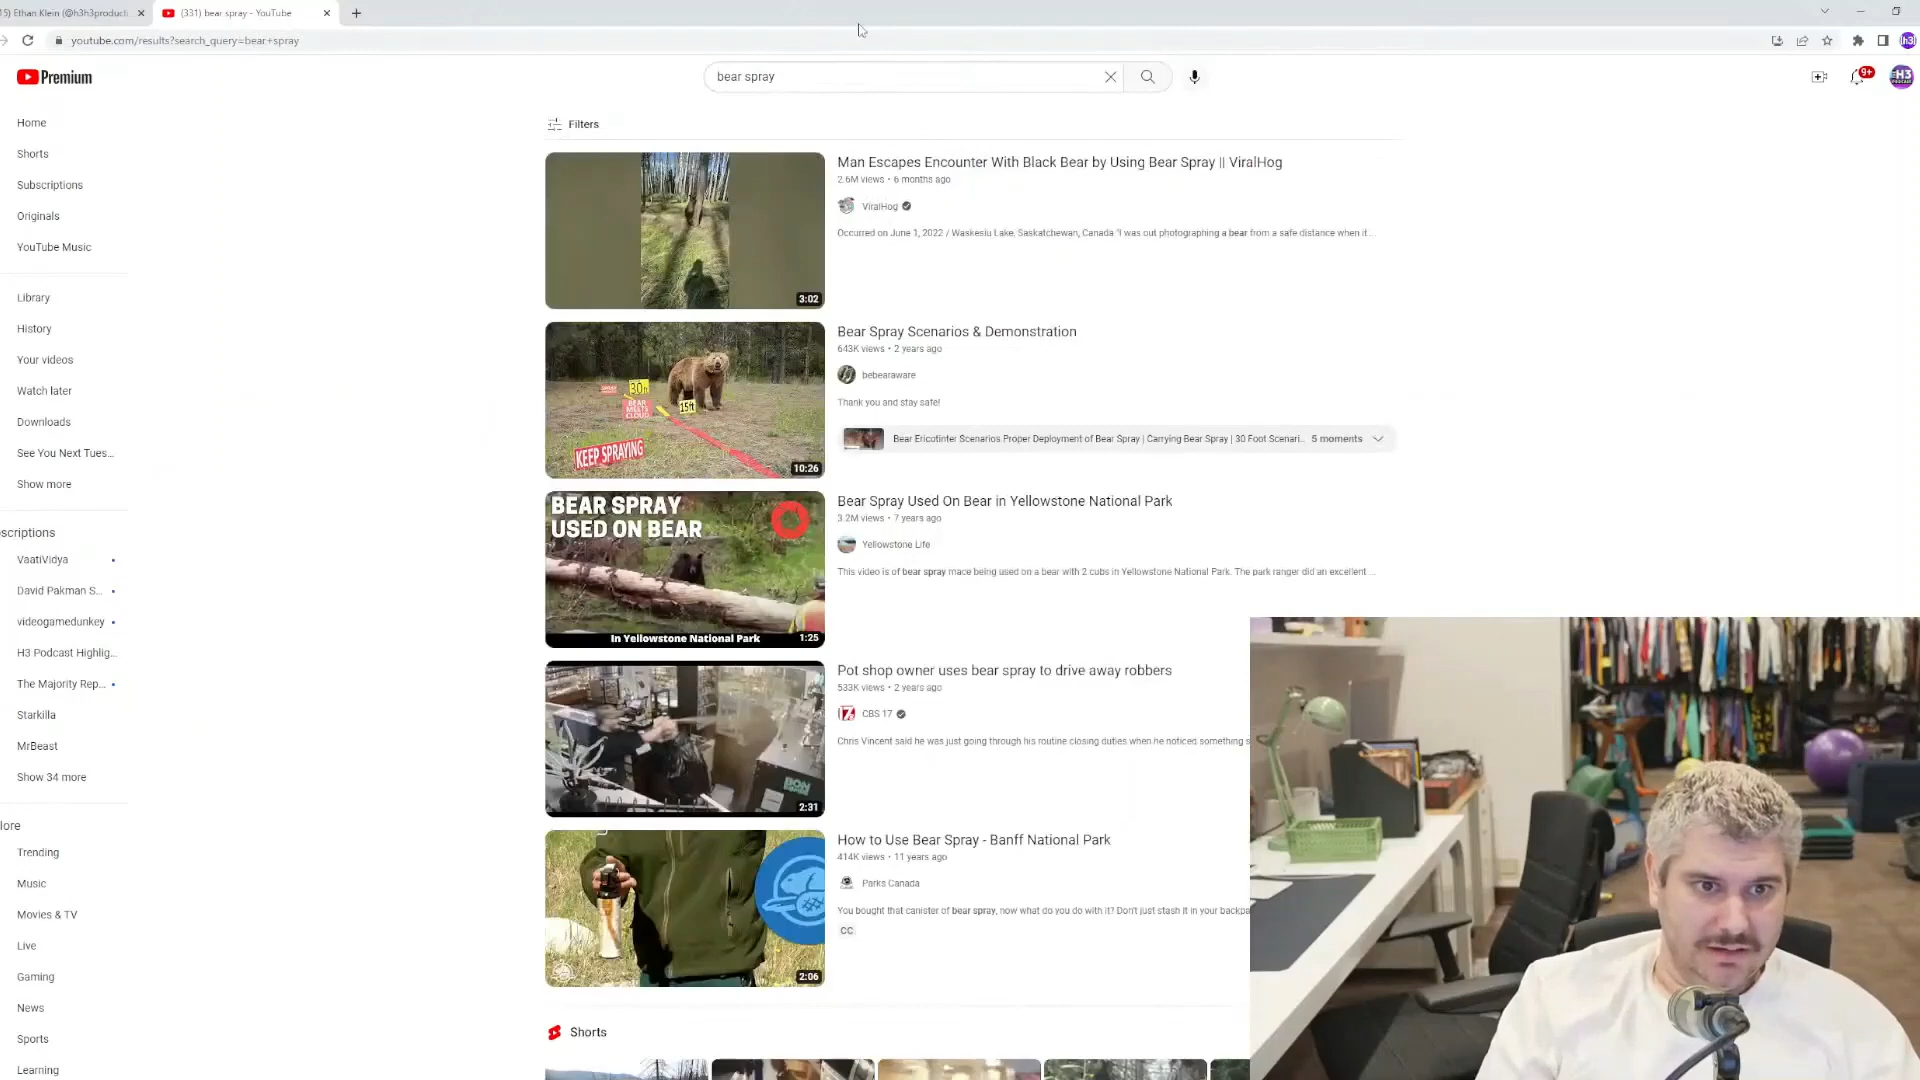 15) Ethan Klein (@h3h3producti
(331) bear spray - YouTube
youtube.com/results?search_query=bear+spray
h3
Premium
bear spray
9+
H3
PODCAST
Home
Shorts
Subscriptions
Originals
YouTube Music
Library
History
Your videos
Watch later
Downloads
See You Next Tues...
Show more
scriptions
VaatiVidya
David Pakman S...
videogamedunkey
H3 Podcast Highlig...
The Majority Rep...
Starkilla
MrBeast
Show 34 more
lore
Trending
Music
Movies & TV
Live
Gaming
News
Sports
Learning
Filters
3:02
Man Escapes Encounter With Black Bear by Using Bear Spray || ViralHog
2.6M views • 6 months ago
ViralHog
Occurred on June 1, 2022 / Waskesiu Lake, Saskatchewan, Canada "I was out photographing a bear from a safe distance when it ...
30ft
BEAR
MEETS
CLOUD
15ft
KEEP SPRAYING
10:26
Bear Spray Scenarios & Demonstration
643K views • 2 years ago
bebearaware
Thank you and stay safe!
Bear Ericotinter Scenarios Proper Deployment of Bear Spray | Carrying Bear Spray | 30 Foot Scenari... 5 moments
BEAR SPRAY
USED ON BEAR
In Yellowstone National Park
1:25
Bear Spray Used On Bear in Yellowstone National Park
3.2M views • 7 years ago
Yellowstone Life
This video is of bear spray mace being used on a bear with 2 cubs in Yellowstone National Park. The park ranger did an excellent ...
BON
2:31
Pot shop owner uses bear spray to drive away robbers
533K views • 2 years ago
CBS 17
Chris Vincent said he was just going through his routine closing duties when he noticed something s
2:06
How to Use Bear Spray - Banff National Park
414K views • 11 years ago
Parks Canada
You bought that canister of bear spray, now what do you do with it? Don't just stash it in your backpa
CC
Shorts